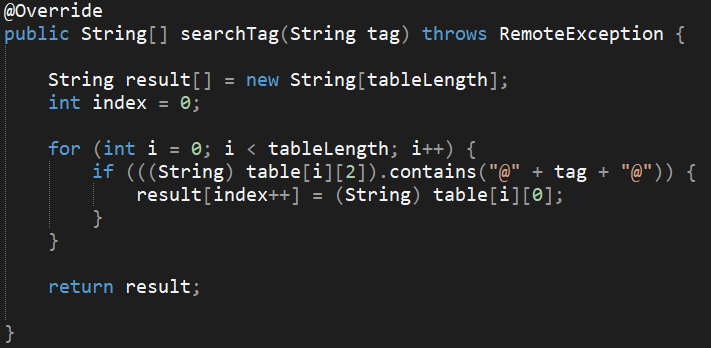 @Override
public String[] searchTag(String tag) throws RemoteException {
String result[] = new String[tableLength];
int index = 0;
for (int i = 0; i < tableLength; i++) {
if (((String) table[i][2]).contains("@" + tag + "@")) {
result[index++] = (String) table[i][0];
}
}
return result;
}